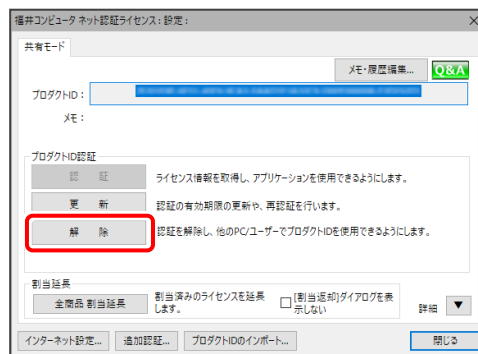 福井コンピュータ ネット認証ライセンス : 設定 :
共有モード
メモ・履歴編集... Q&A
プロダクトID :
メモ :
プロダクトID認証
認 証 ライセンス情報を取得し、アプリケーションを使用できるようにします。
更 新 認証の有効期限の更新や、再認証を行います。
解 除 認証を解除し、他のPC/ユーザーでプロダクトIDを使用できるようにします。
割当延長
全商品 割当延長 割当済みのライセンスを延長 [割当返却]ダイアログを表
します。 示しない 詳細 ▼
インターネット設定... 追加認証... プロダクトIDのインポート... 閉じる